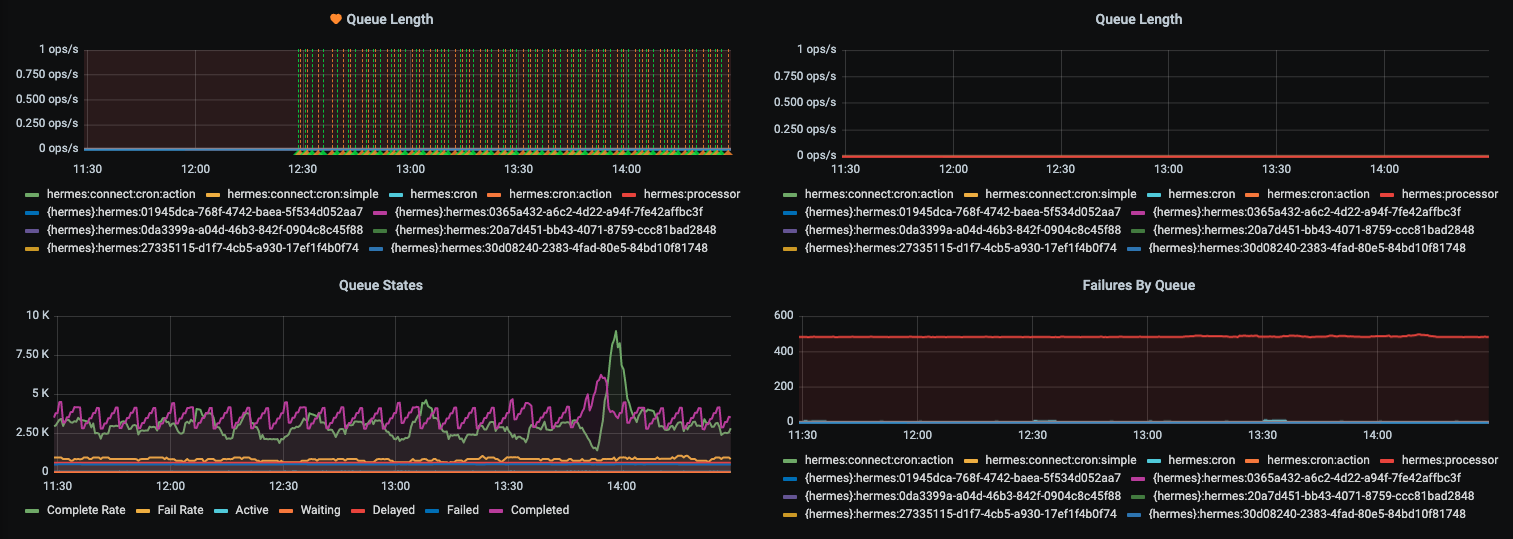 Queue Length
1 ops/s
0.750 ops/s
0.500 ops/s
0.250 ops/s
0 ops/s
11:30 12:00 12:30 13:00 13:30 14:00
hermes:connect:cron:action hermes:connect:cron:simple hermes:cron hermes:cron:action hermes:processor
{hermes}:hermes:01945dca-768f-4742-baea-5f534d052aa7 {hermes}:hermes:0365a432-a6c2-4d22-a94f-7fe42affbc3f
{hermes}:hermes:0da3399a-a04d-46b3-842f-0904c8c45f88 {hermes}:hermes:20a7d451-bb43-4071-8759-ccc81bad2848
{hermes}:hermes:27335115-d1f7-4cb5-a930-17ef1f4b0f74 {hermes}:hermes:30d08240-2383-4fad-80e5-84bd10f81748
Queue Length
1 ops/s
0.750 ops/s
0.500 ops/s
0.250 ops/s
0 ops/s
11:30 12:00 12:30 13:00 13:30 14:00
hermes:connect:cron:action hermes:connect:cron:simple hermes:cron hermes:cron:action hermes:processor
{hermes}:hermes:01945dca-768f-4742-baea-5f534d052aa7 {hermes}:hermes:0365a432-a6c2-4d22-a94f-7fe42affbc3f
{hermes}:hermes:0da3399a-a04d-46b3-842f-0904c8c45f88 {hermes}:hermes:20a7d451-bb43-4071-8759-ccc81bad2848
{hermes}:hermes:27335115-d1f7-4cb5-a930-17ef1f4b0f74 {hermes}:hermes:30d08240-2383-4fad-80e5-84bd10f81748
Queue States
10 K
7.50 K
5 K
2.50 K
0
11:30 12:00 12:30 13:00 13:30 14:00
Complete Rate Fail Rate Active Waiting Delayed Failed Completed
Failures By Queue
600
400
200
0
11:30 12:00 12:30 13:00 13:30 14:00
hermes:connect:cron:action hermes:connect:cron:simple hermes:cron hermes:cron:action hermes:processor
{hermes}:hermes:01945dca-768f-4742-baea-5f534d052aa7 {hermes}:hermes:0365a432-a6c2-4d22-a94f-7fe42affbc3f
{hermes}:hermes:0da3399a-a04d-46b3-842f-0904c8c45f88 {hermes}:hermes:20a7d451-bb43-4071-8759-ccc81bad2848
{hermes}:hermes:27335115-d1f7-4cb5-a930-17ef1f4b0f74 {hermes}:hermes:30d08240-2383-4fad-80e5-84bd10f81748